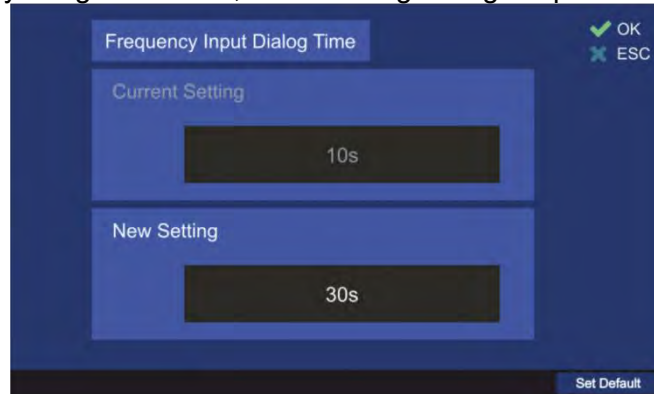 Frequency Input Dialog Time
OK
ESC
Current Setting
10s
New Setting
30s
Set Default